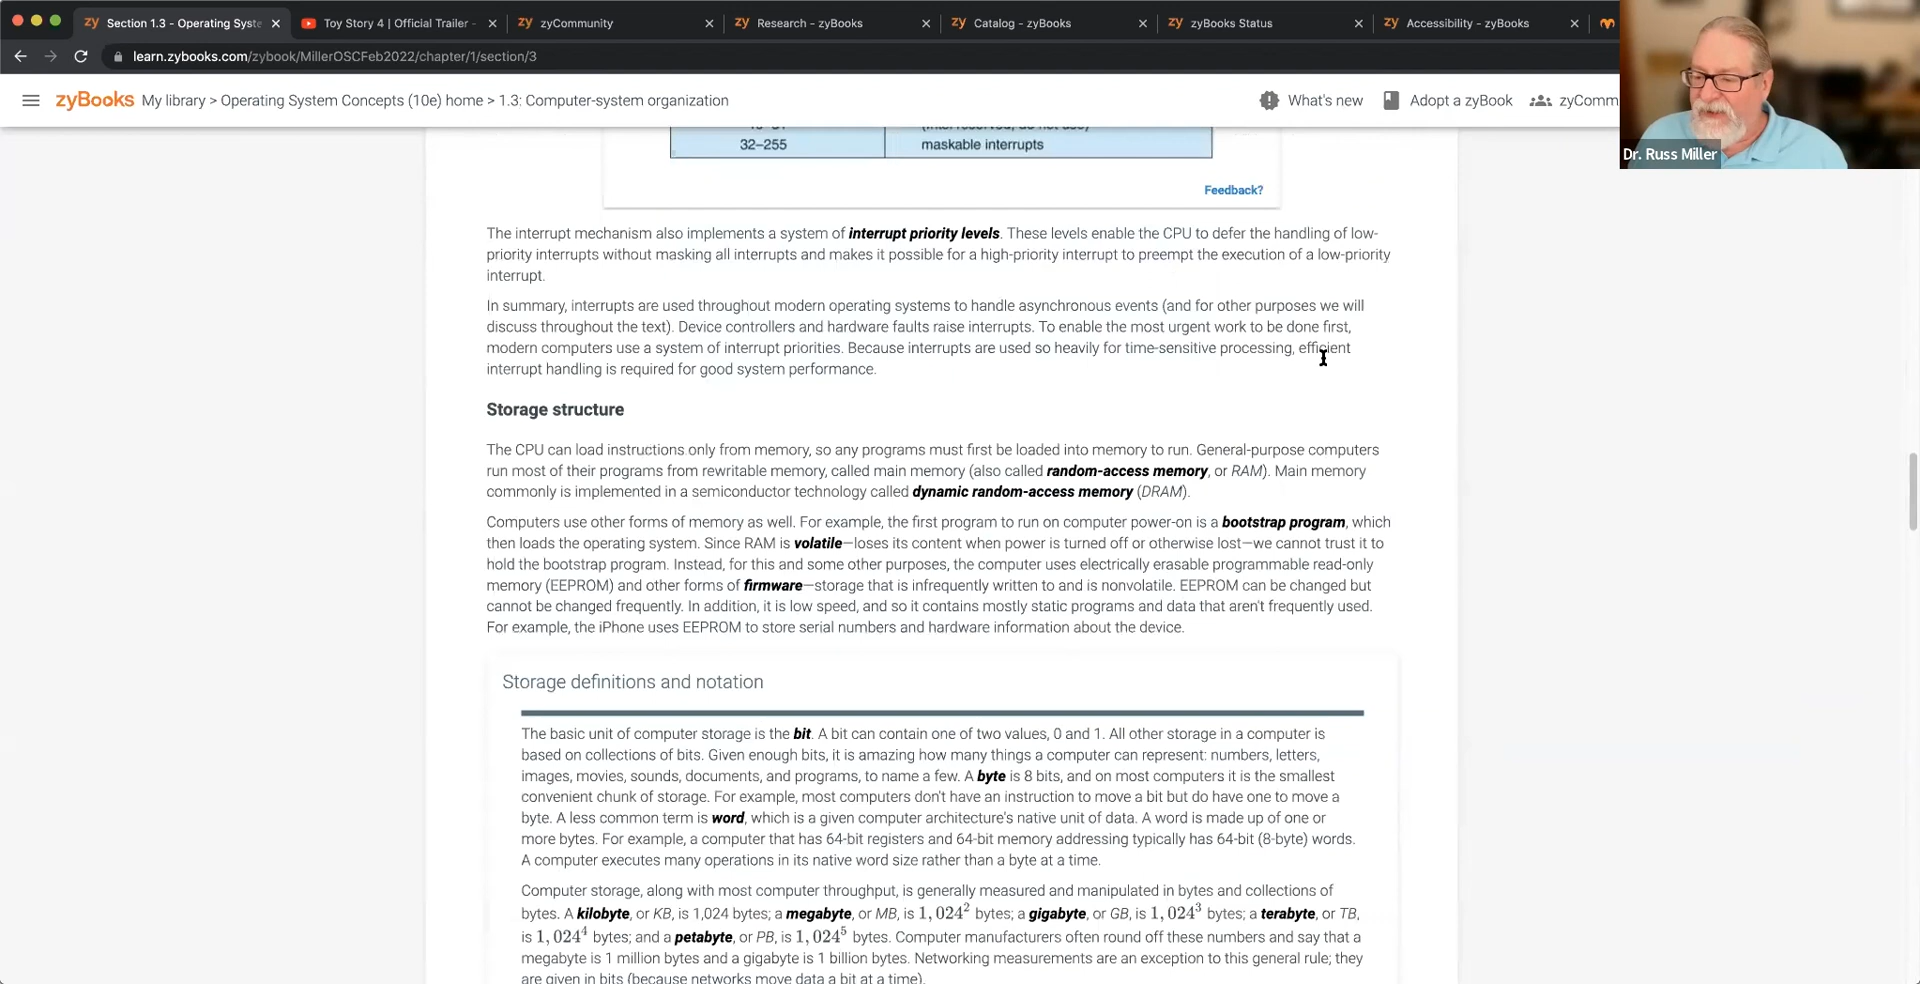 Section 1.3 - Operating Syste
Toy Story 4 | Official Trailer -
zyCommunity
Research - zyBooks
Catalog - zyBooks
zyBooks Status
Accessibility - zyBooks
learn.zybooks.com/zybook/MillerOSCFeb2022/chapter/1/section/3
zyBooks My library > Operating System Concepts (10e) home > 1.3: Computer-system organization
What's new
Adopt a zyBook
zyComm
Dr. Russ Miller
32–255 maskable interrupts
Feedback?
The interrupt mechanism also implements a system of interrupt priority levels. These levels enable the CPU to defer the handling of low-
priority interrupts without masking all interrupts and makes it possible for a high-priority interrupt to preempt the execution of a low-priority
interrupt.
In summary, interrupts are used throughout modern operating systems to handle asynchronous events (and for other purposes we will
discuss throughout the text). Device controllers and hardware faults raise interrupts. To enable the most urgent work to be done first,
modern computers use a system of interrupt priorities. Because interrupts are used so heavily for time-sensitive processing, efficient
interrupt handling is required for good system performance.
Storage structure
The CPU can load instructions only from memory, so any programs must first be loaded into memory to run. General-purpose computers
run most of their programs from rewritable memory, called main memory (also called random-access memory, or RAM). Main memory
commonly is implemented in a semiconductor technology called dynamic random-access memory (DRAM).
Computers use other forms of memory as well. For example, the first program to run on computer power-on is a bootstrap program, which
then loads the operating system. Since RAM is volatile—loses its content when power is turned off or otherwise lost—we cannot trust it to
hold the bootstrap program. Instead, for this and some other purposes, the computer uses electrically erasable programmable read-only
memory (EEPROM) and other forms of firmware—storage that is infrequently written to and is nonvolatile. EEPROM can be changed but
cannot be changed frequently. In addition, it is low speed, and so it contains mostly static programs and data that aren't frequently used.
For example, the iPhone uses EEPROM to store serial numbers and hardware information about the device.
Storage definitions and notation
The basic unit of computer storage is the bit. A bit can contain one of two values, 0 and 1. All other storage in a computer is
based on collections of bits. Given enough bits, it is amazing how many things a computer can represent: numbers, letters,
images, movies, sounds, documents, and programs, to name a few. A byte is 8 bits, and on most computers it is the smallest
convenient chunk of storage. For example, most computers don't have an instruction to move a bit but do have one to move a
byte. A less common term is word, which is a given computer architecture's native unit of data. A word is made up of one or
more bytes. For example, a computer that has 64-bit registers and 64-bit memory addressing typically has 64-bit (8-byte) words.
A computer executes many operations in its native word size rather than a byte at a time.
Computer storage, along with most computer throughput, is generally measured and manipulated in bytes and collections of
bytes. A kilobyte, or KB, is 1,024 bytes; a megabyte, or MB, is 1,024² bytes; a gigabyte, or GB, is 1,024³ bytes; a terabyte, or TB,
is 1,024⁴ bytes; and a petabyte, or PB, is 1,024⁵ bytes. Computer manufacturers often round off these numbers and say that a
megabyte is 1 million bytes and a gigabyte is 1 billion bytes. Networking measurements are an exception to this general rule; they
are given in bits (because networks move data a bit at a time).